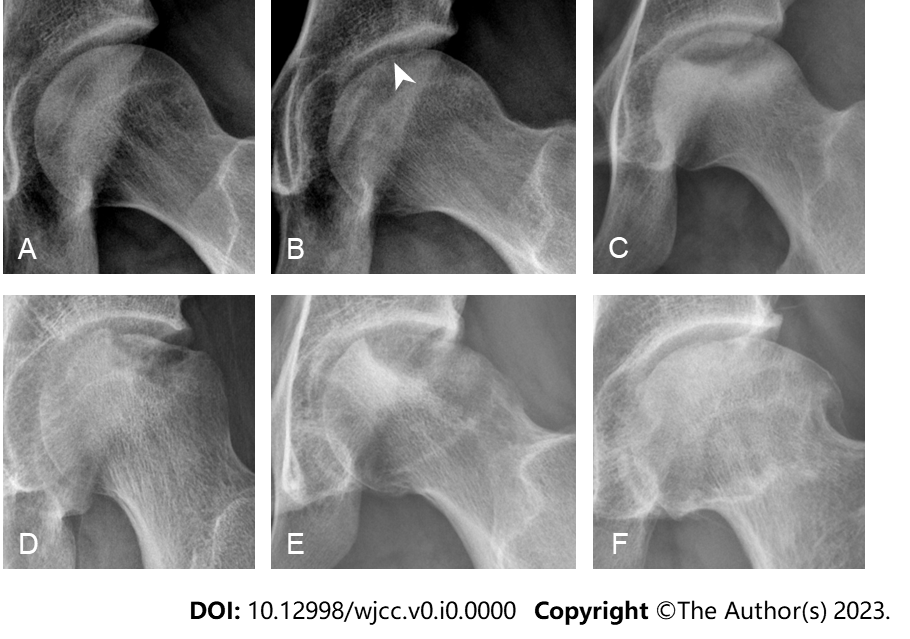 A
B
C
D
E
F
DOI: 10.12998/wjcc.v0.i0.0000 Copyright ©The Author(s) 2023.